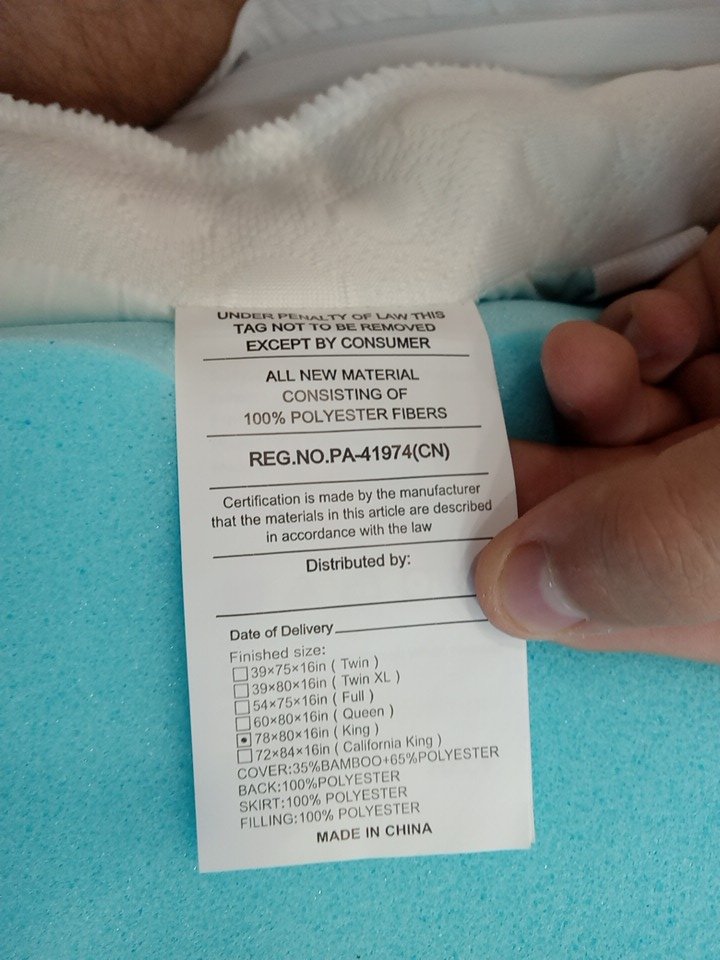 UNDER PENALTY OF LAW THIS
TAG NOT TO BE REMOVED
EXCEPT BY CONSUMER
ALL NEW MATERIAL
CONSISTING OF
100% POLYESTER FIBERS
REG.NO.PA-41974(CN)
Certification is made by the manufacturer
that the materials in this article are described
in accordance with the law
Distributed by:
Date of Delivery
Finished size:
39×75×16in ( Twin )
39×80×16in ( Twin XL )
54×75×16in ( Full )
60×80×16in ( Queen )
78×80×16in ( King )
72×84×16in ( California King )
COVER:35%BAMBOO+65%POLYESTER
BACK:100%POLYESTER
SKIRT:100% POLYESTER
FILLING:100% POLYESTER
MADE IN CHINA